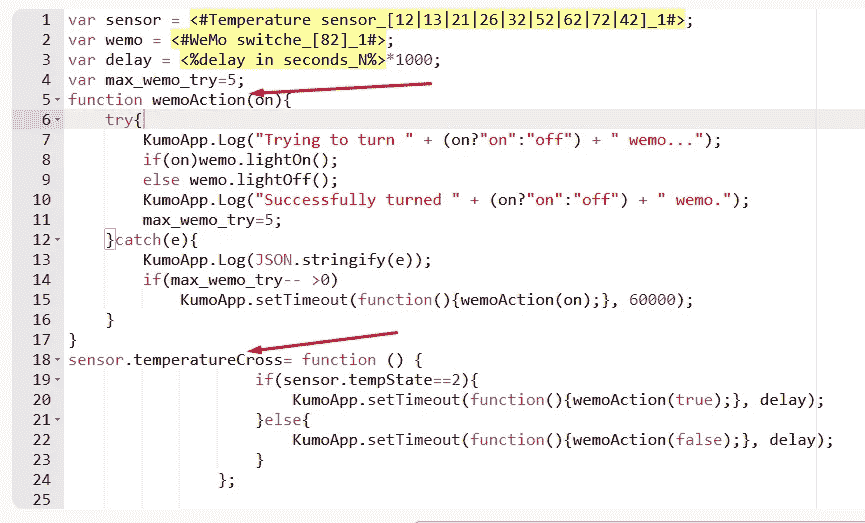 1 var sensor = <#Temperature sensor_[12|13|21|26|32|52|62|72|42]_1#>;
2 var wemo = <#WeMo switche_[82]_1#>;
3 var delay = <%delay in seconds_N%>*1000;
4 var max_wemo_try=5;
5 function wemoAction(on){
6     try{
7         KumoApp.Log("Trying to turn " + (on?"on":"off") + " wemo...");
8         if(on)wemo.lightOn();
9         else wemo.lightOff();
10         KumoApp.Log("Successfully turned " + (on?"on":"off") + " wemo.");
11         max_wemo_try=5;
12     }catch(e){
13         KumoApp.Log(JSON.stringify(e));
14         if(max_wemo_try-- >0)
15             KumoApp.setTimeout(function(){wemoAction(on);}, 60000);
16     }
17 }
18 sensor.temperatureCross= function () {
19                     if(sensor.tempState==2){
20                         KumoApp.setTimeout(function(){wemoAction(true);}, delay);
21                     }else{
22                         KumoApp.setTimeout(function(){wemoAction(false);}, delay);
23                     }
24                 };
25